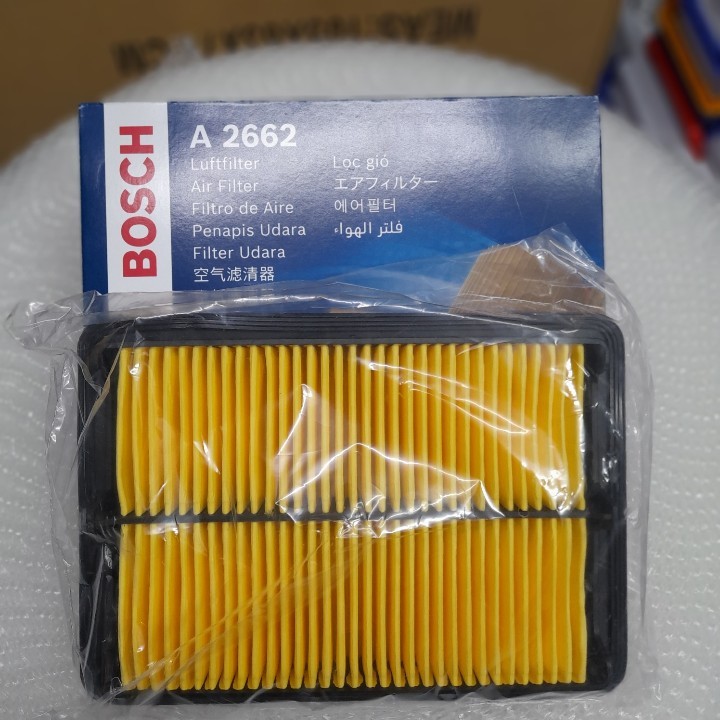 BOSCH
A 2662
Luftfilter
Air Filter
Filtro de Aire
Penapis Udara
Filter Udara
空气滤清器
Lọc gió
エアフィルター
에어필터
فلتر الهواء